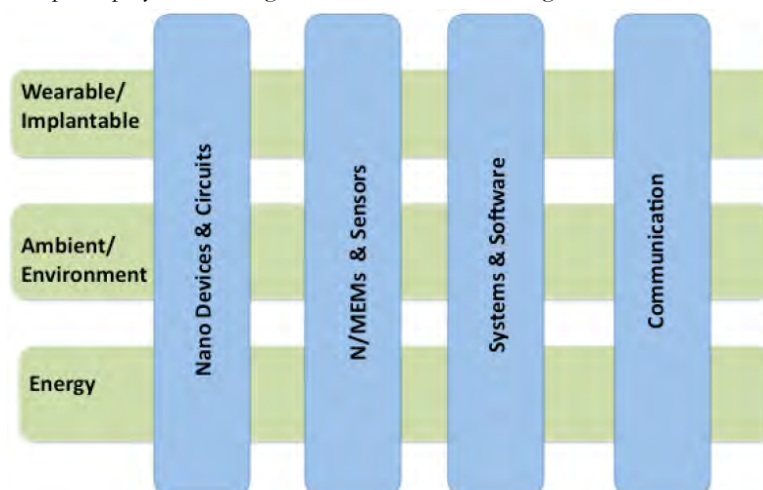 Wearable/
Implantable
Ambient/
Environment
Energy
Nano Devices & Circuits
N/MEMs & Sensors
Systems & Software
Communication